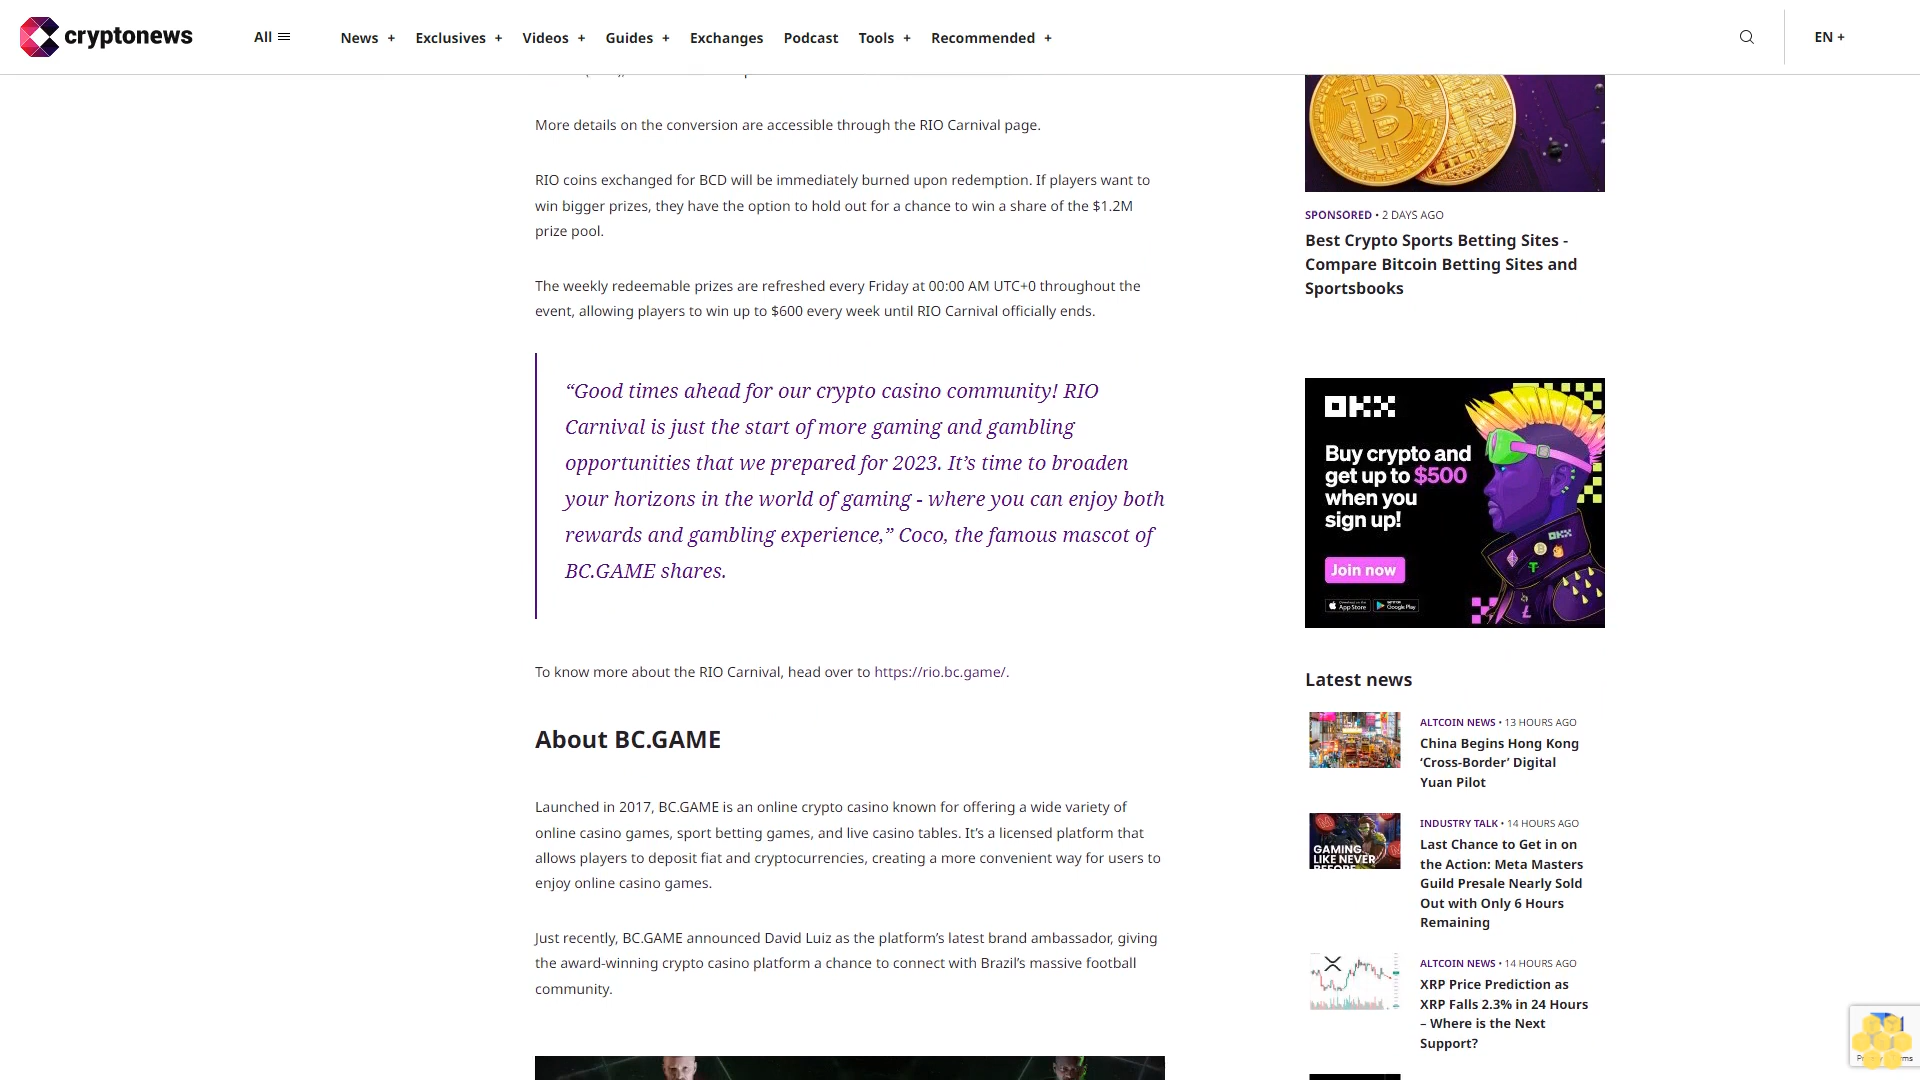 cryptonews
All
News +
Exclusives +
Videos +
Guides +
Exchanges
Podcast
Tools +
Recommended +
EN +
More details on the conversion are accessible through the RIO Carnival page.
RIO coins exchanged for BCD will be immediately burned upon redemption. If players want to
win bigger prizes, they have the option to hold out for a chance to win a share of the $1.2M
prize pool.
The weekly redeemable prizes are refreshed every Friday at 00:00 AM UTC+0 throughout the
event, allowing players to win up to $600 every week until RIO Carnival officially ends.
“Good times ahead for our crypto casino community! RIO
Carnival is just the start of more gaming and gambling
opportunities that we prepared for 2023. It’s time to broaden
your horizons in the world of gaming - where you can enjoy both
rewards and gambling experience,” Coco, the famous mascot of
BC.GAME shares.
To know more about the RIO Carnival, head over to https://rio.bc.game/.
About BC.GAME
Launched in 2017, BC.GAME is an online crypto casino known for offering a wide variety of
online casino games, sport betting games, and live casino tables. It’s a licensed platform that
allows players to deposit fiat and cryptocurrencies, creating a more convenient way for users to
enjoy online casino games.
Just recently, BC.GAME announced David Luiz as the platform’s latest brand ambassador, giving
the award-winning crypto casino platform a chance to connect with Brazil’s massive football
community.
SPONSORED • 2 DAYS AGO
Best Crypto Sports Betting Sites -
Compare Bitcoin Betting Sites and
Sportsbooks
OKX
Buy crypto and
get up to $500
when you
sign up!
OKX
Join now
Download on the
App Store
GET IT ON
Google Play
Latest news
ALTCOIN NEWS • 13 HOURS AGO
China Begins Hong Kong
‘Cross-Border’ Digital
Yuan Pilot
GAMING
LIKE NEVER
BEFORE
INDUSTRY TALK • 14 HOURS AGO
Last Chance to Get in on
the Action: Meta Masters
Guild Presale Nearly Sold
Out with Only 6 Hours
Remaining
ALTCOIN NEWS • 14 HOURS AGO
XRP Price Prediction as
XRP Falls 2.3% in 24 Hours
– Where is the Next
Support?